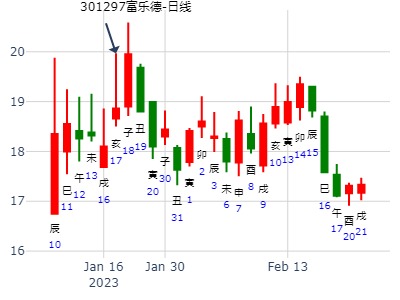 301297富乐德-日线
20
19
18
17
16
辰
10
巳
11
午
12
未
13
戌
16
亥
17
子
18
丑
19
寅
20
子
30
丑
31
寅
1
卯
2
辰
3
未
6
申
7
酉
8
戌
9
亥
10
寅
13
卯
14
辰
15
巳
16
午
17
酉
20
戌
21
Jan 16
2023
Jan 30
Feb 13